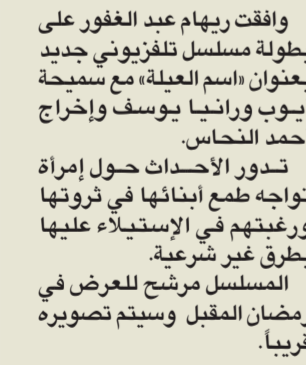 وافقت ريهام عبد الغفور على
بطولة مسلسل تلفزيوني جديد
بعنوان «اسم العيلة» مع سميحة
أيوب ورانيا يوسف وإخراج
أحمد النحاس.
تدور الأحداث حول إمرأة
تواجه طمع أبنائها في ثروتها
ورغبتهم في الإستيلاء عليها
بطرق غير شرعية.
المسلسل مرشح للعرض في
رمضان المقبل وسيتم تصويره
قريباً.